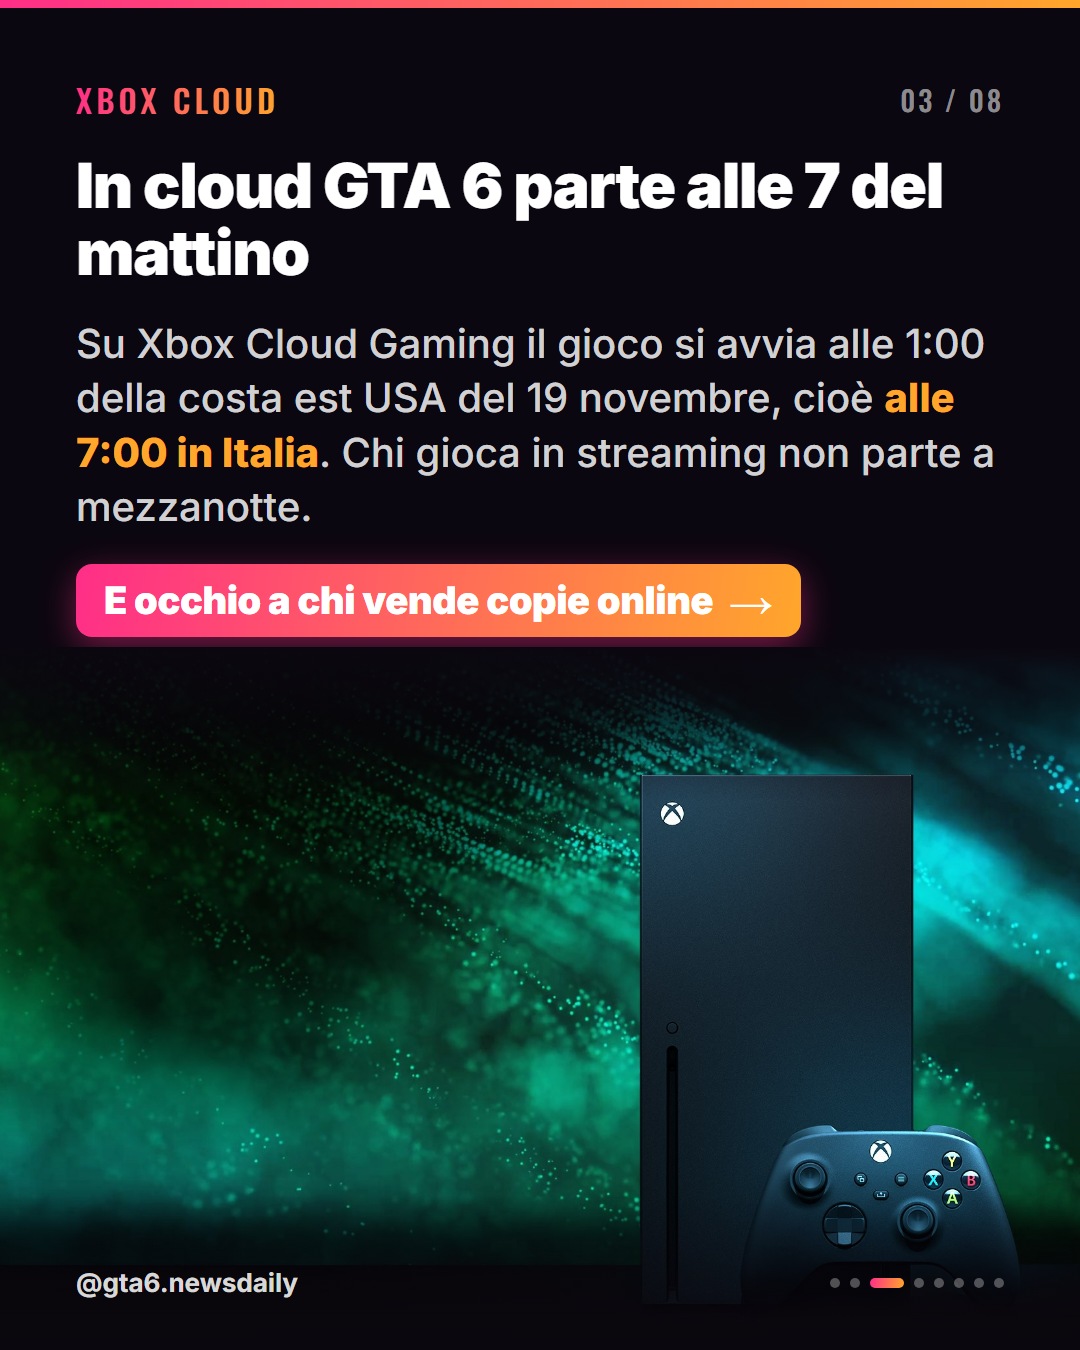 XBOX CLOUD
03 / 08
In cloud GTA 6 parte alle 7 del
mattino
Su Xbox Cloud Gaming il gioco si avvia alle 1:00
della costa est USA del 19 novembre, cioè alle
7:00 in Italia. Chi gioca in streaming non parte a
mezzanotte.
E occhio a chi vende copie online →
Y
X B
A
@gta6.newsdaily